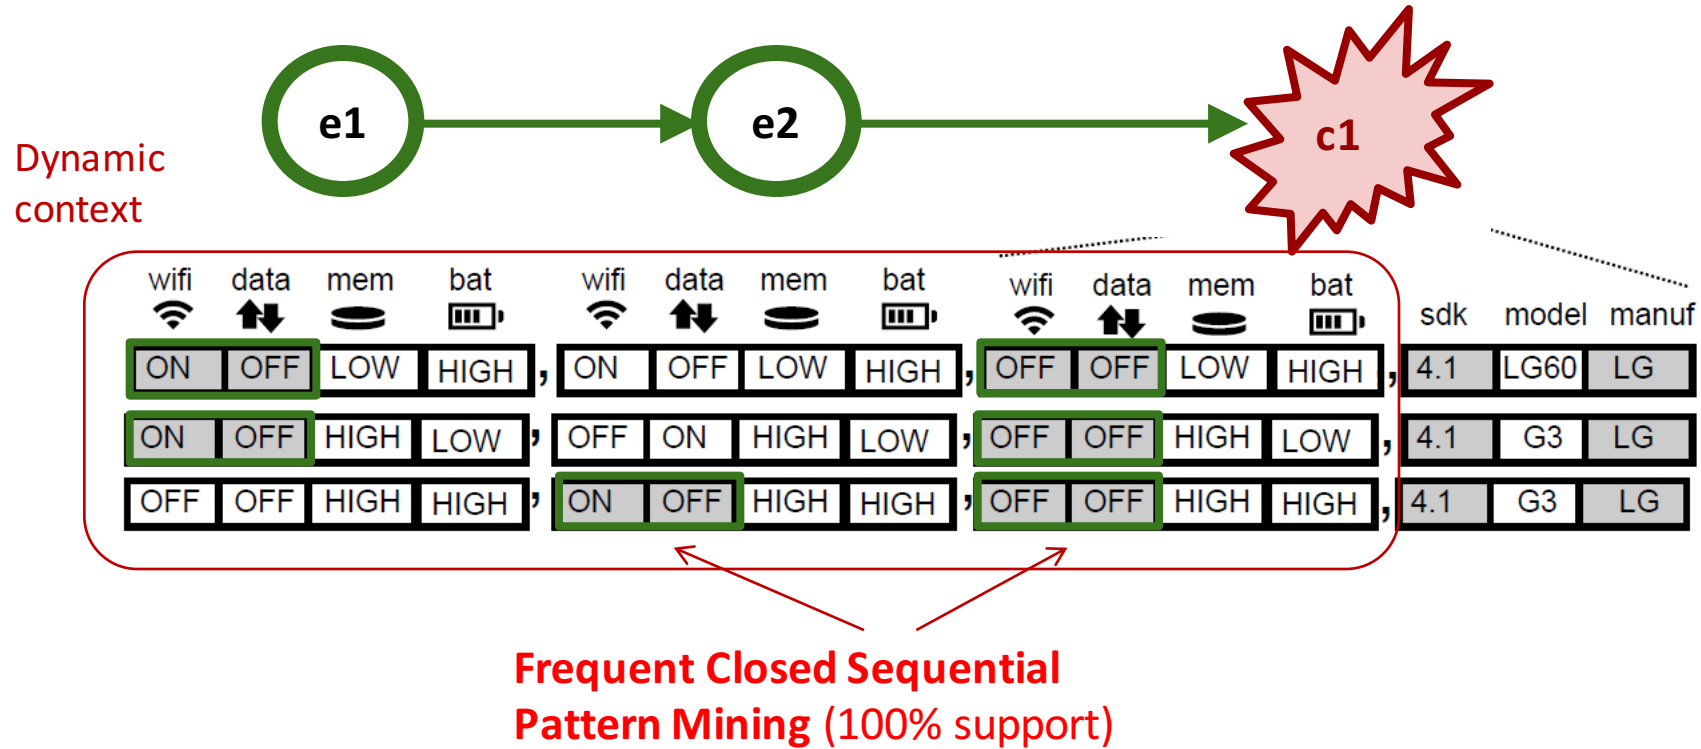 e1 e2 c1
Dynamic
context
wifi data mem bat wifi data mem bat wifi data mem bat sdk model manuf
ON OFF LOW HIGH , ON OFF LOW HIGH , OFF OFF LOW HIGH , 4.1 LG60 LG
ON OFF HIGH LOW , OFF ON HIGH LOW , OFF OFF HIGH LOW , 4.1 G3 LG
OFF OFF HIGH HIGH , ON OFF HIGH HIGH , OFF OFF HIGH HIGH , 4.1 G3 LG
Frequent Closed Sequential
Pattern Mining (100% support)